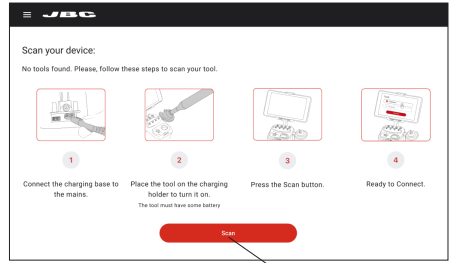 JBC
Scan your device:
No tools found. Please, follow these steps to scan your tool.
1
2
3
4
Connect the charging base to
the mains.
Place the tool on the charging
holder to turn it on.
The tool must have some battery
Press the Scan button.
Ready to Connect.
Scan